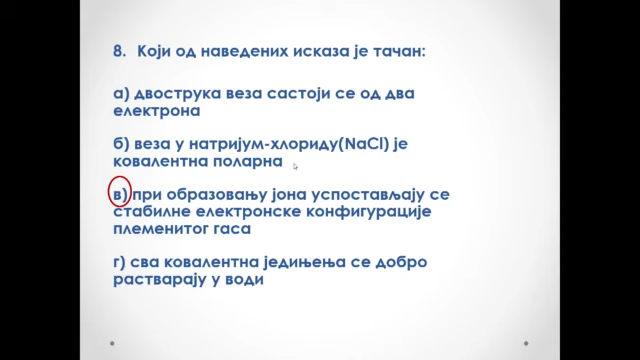 8. Који од наведених исказа је тачан:
а) двострука веза састоји се од два
електрона
б) веза у натријум-хлориду(NaCl) је
ковалентна поларна
в) при образовању јона успостављају се
стабилне електронске конфигурације
племенитог гаса
г) сва ковалентна једињења се добро
растварају у води